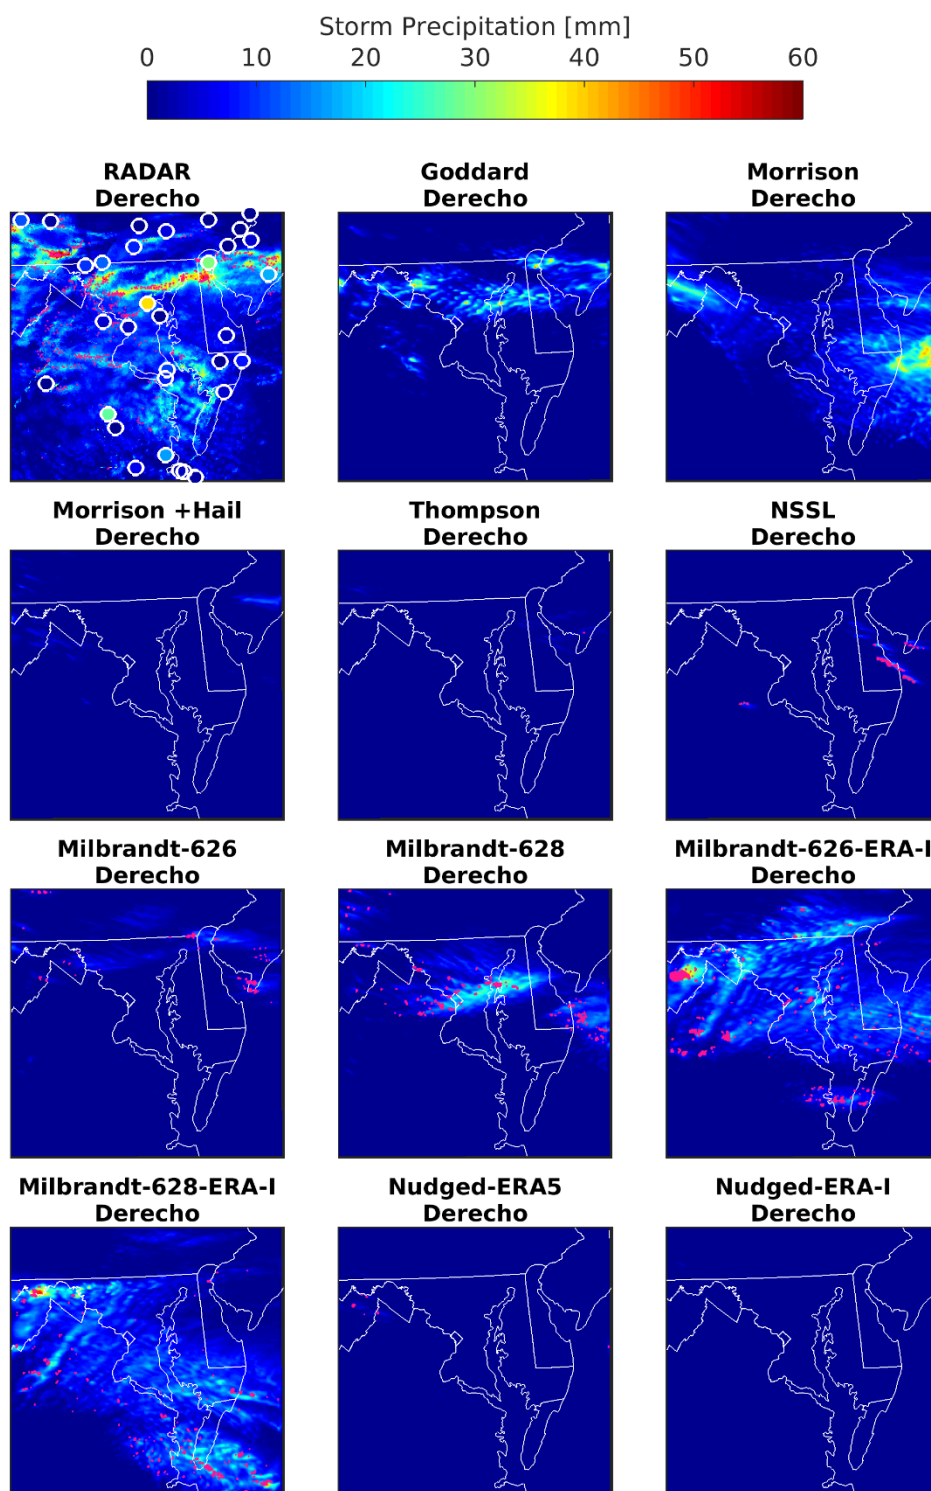 Storm Precipitation [mm]
0 10 20 30 40 50 60
RADAR
Derecho
Goddard
Derecho
Morrison
Derecho
Morrison +Hail
Derecho
Thompson
Derecho
NSSL
Derecho
Milbrandt-626
Derecho
Milbrandt-628
Derecho
Milbrandt-626-ERA-I
Derecho
Milbrandt-628-ERA-I
Derecho
Nudged-ERA5
Derecho
Nudged-ERA-I
Derecho